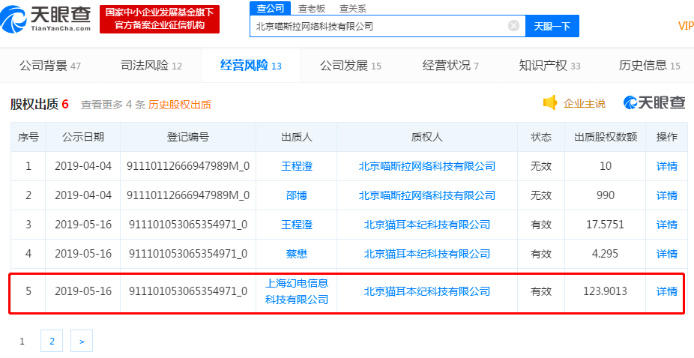 天眼查
TianYanCha.com
国家中小企业发展基金旗下
官方备案企业征信机构
查公司 查老板 查关系
北京喵斯拉网络科技有限公司
天眼一下
VIP
公司背景 47 司法风险 12 经营风险 13 公司发展 15 经营状况 7 知识产权 33 历史信息 15
股权出质 6 查看更多 4 条 历史股权出质 企业主说 天眼查
序号 公示日期 登记编号 出质人 质权人 状态 出质股权数额 操作
1 2019-04-04 91110112666947989M_0 王程澄 北京喵斯拉网络科技有限公司 无效 10 详情
2 2019-04-04 91110112666947989M_0 邵博 北京喵斯拉网络科技有限公司 无效 990 详情
3 2019-05-16 911101053065354971_0 王程澄 北京猫耳本纪科技有限公司 有效 17.5751 详情
4 2019-05-16 911101053065354971_0 蔡懋 北京猫耳本纪科技有限公司 有效 4.295 详情
5 2019-05-16 911101053065354971_0 上海幻电信息科技有限公司 北京猫耳本纪科技有限公司 有效 123.9013 详情
1 2 >